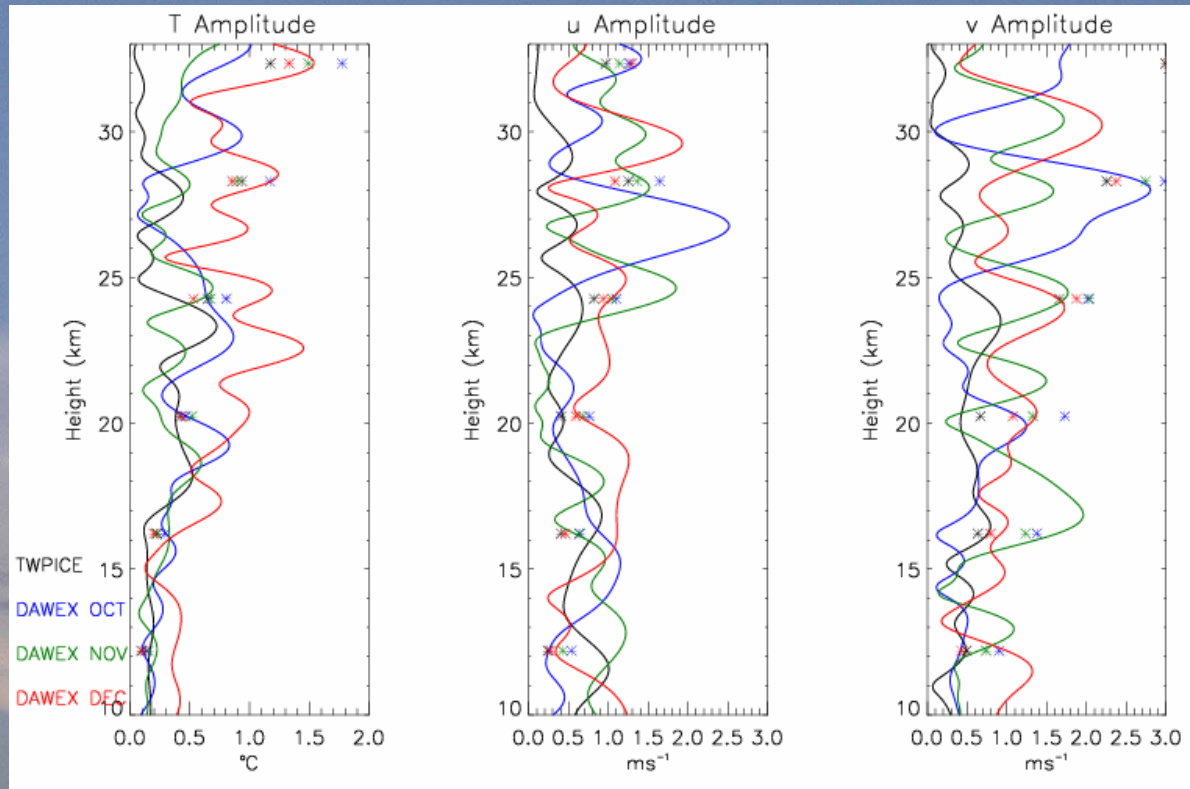 T Amplitude
u Amplitude
v Amplitude
Height (km)
30
25
20
15
10
0.0 0.5 1.0 1.5 2.0
°C
Height (km)
30
25
20
15
10
0.0 0.5 1.0 1.5 2.0 2.5 3.0
ms⁻¹
Height (km)
30
25
20
15
10
0.0 0.5 1.0 1.5 2.0 2.5 3.0
ms⁻¹
TWPICE
DAWEX OCT
DAWEX NOV
DAWEX DEC